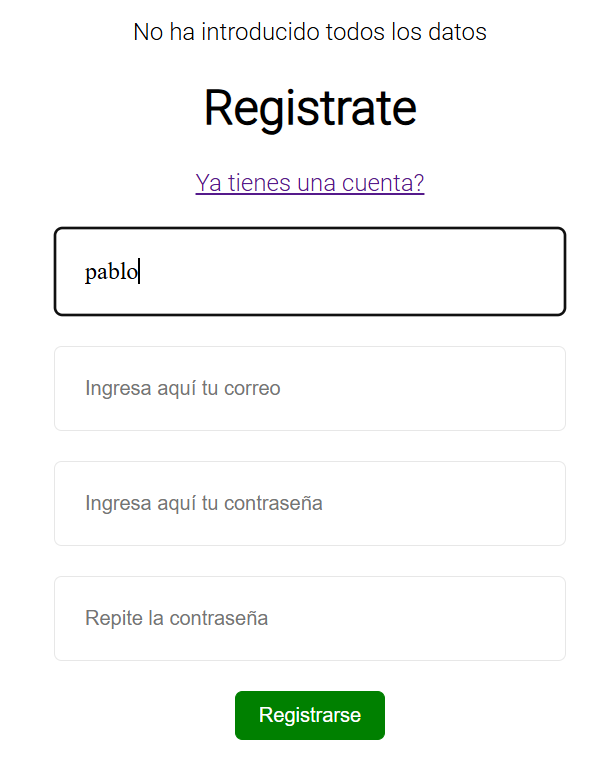 No ha introducido todos los datos
Registrate
Ya tienes una cuenta?
pablo
Ingresa aquí tu correo
Ingresa aquí tu contraseña
Repite la contraseña
Registrarse